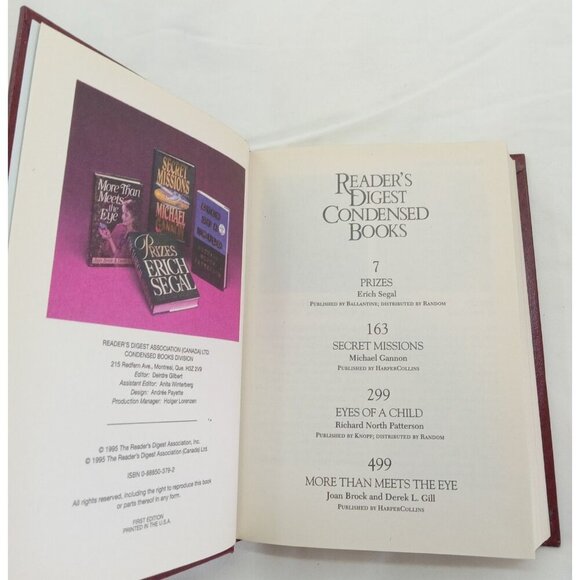 More Than
Meets
the
Eye
SECRET
MISSIONS
MICHAEL
GANNON
PRIZES
ERICH
SEGAL
READER'S DIGEST ASSOCIATION (CANADA) LTD.
CONDENSED BOOKS DIVISION
215 Redfern Ave., Montreal, Que. H3Z 2V9
Editor: Deirdre Gilbert
Assistant Editor: Anita Winterberg
Design: Andrée Payette
Production Manager: Holger Lorenzen
© 1995 The Reader's Digest Association, Inc.
© 1995 The Reader's Digest Association (Canada) Ltd.
ISBN 0-88850-379-2
All rights reserved, including the right to reproduce this book
or parts thereof in any form.
FIRST EDITION
PRINTED IN THE U.S.A.
READER'S
DIGEST
CONDENSED
BOOKS
7
PRIZES
Erich Segal
PUBLISHED BY BALLANTINE; DISTRIBUTED BY RANDOM
163
SECRET MISSIONS
Michael Gannon
PUBLISHED BY HARPERCOLLINS
299
EYES OF A CHILD
Richard North Patterson
PUBLISHED BY KNOPF; DISTRIBUTED BY RANDOM
499
MORE THAN MEETS THE EYE
Joan Brock and Derek L. Gill
PUBLISHED BY HARPERCOLLINS